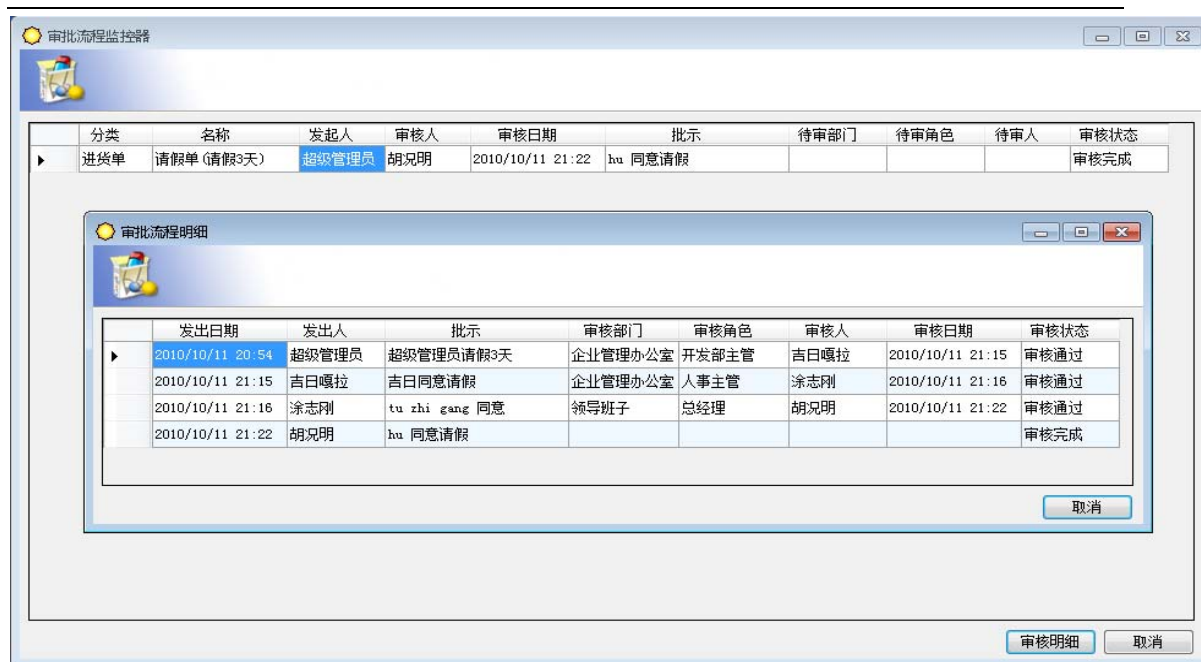 审批流程监控器
分类 名称 发起人 审核人 审核日期 批示 待审部门 待审角色 待审人 审核状态
进货单 请假单(请假3天) 超级管理员 胡况明 2010/10/11 21:22 hu 同意请假 审核完成
审批流程明细
发出日期 发出人 批示 审核部门 审核角色 审核人 审核日期 审核状态
2010/10/11 20:54 超级管理员 超级管理员请假3天 企业管理办公室 开发部主管 吉日嘎拉 2010/10/11 21:15 审核通过
2010/10/11 21:15 吉日嘎拉 吉日同意请假 企业管理办公室 人事主管 涂志刚 2010/10/11 21:16 审核通过
2010/10/11 21:16 涂志刚 tu zhi gang 同意 领导班子 总经理 胡况明 2010/10/11 21:22 审核通过
2010/10/11 21:22 胡况明 hu 同意请假 审核完成
取消
审核明细 取消